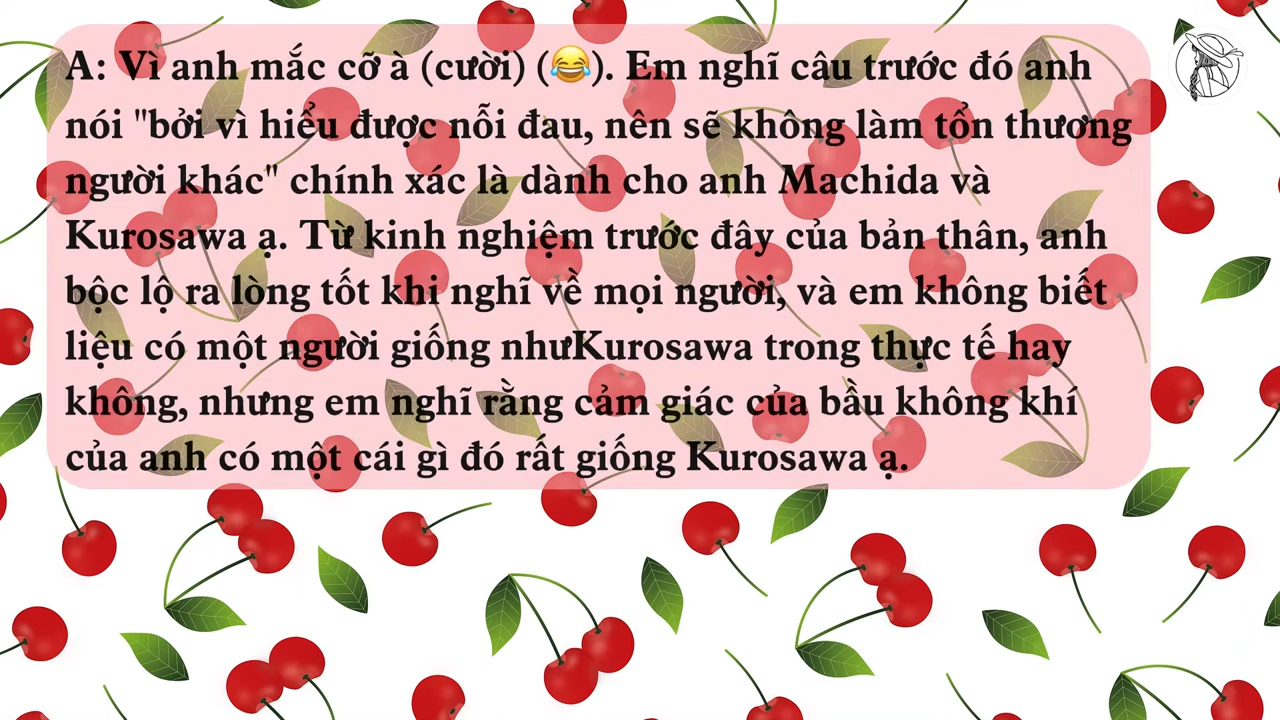 A: Vì anh mắc cỡ à (cười) (😂). Em nghĩ câu trước đó anh
nói "bởi vì hiểu được nỗi đau, nên sẽ không làm tổn thương
người khác" chính xác là dành cho anh Machida và
Kurosawa ạ. Từ kinh nghiệm trước đây của bản thân, anh
bộc lộ ra lòng tốt khi nghĩ về mọi người, và em không biết
liệu có một người giống nhưKurosawa trong thực tế hay
không, nhưng em nghĩ rằng cảm giác của bầu không khí
của anh có một cái gì đó rất giống Kurosawa ạ.